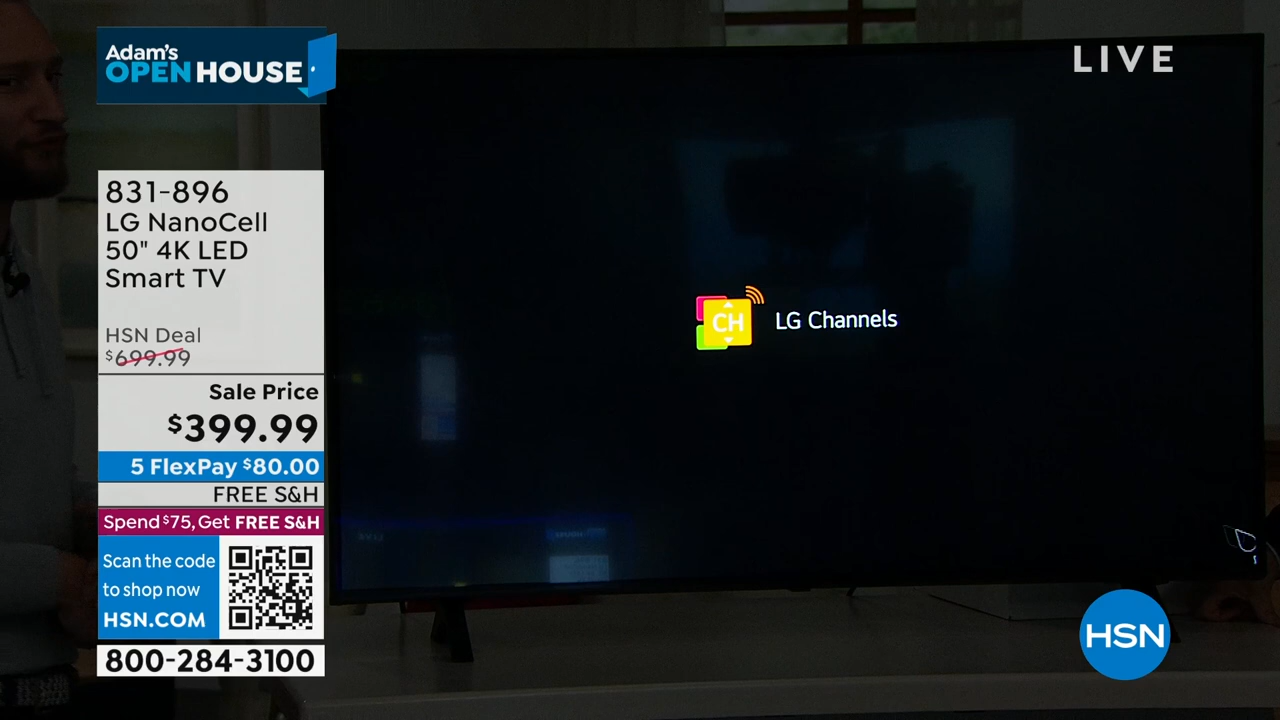 Adam's
OPEN HOUSE
LIVE
831-896
LG NanoCell
50" 4K LED
Smart TV
HSN Deal
$699.99
Sale Price
$399.99
5 FlexPay $80.00
FREE S&H
Spend $75, Get FREE S&H
Scan the code
to shop now
HSN.COM
800-284-3100
CH
LG Channels
HSN